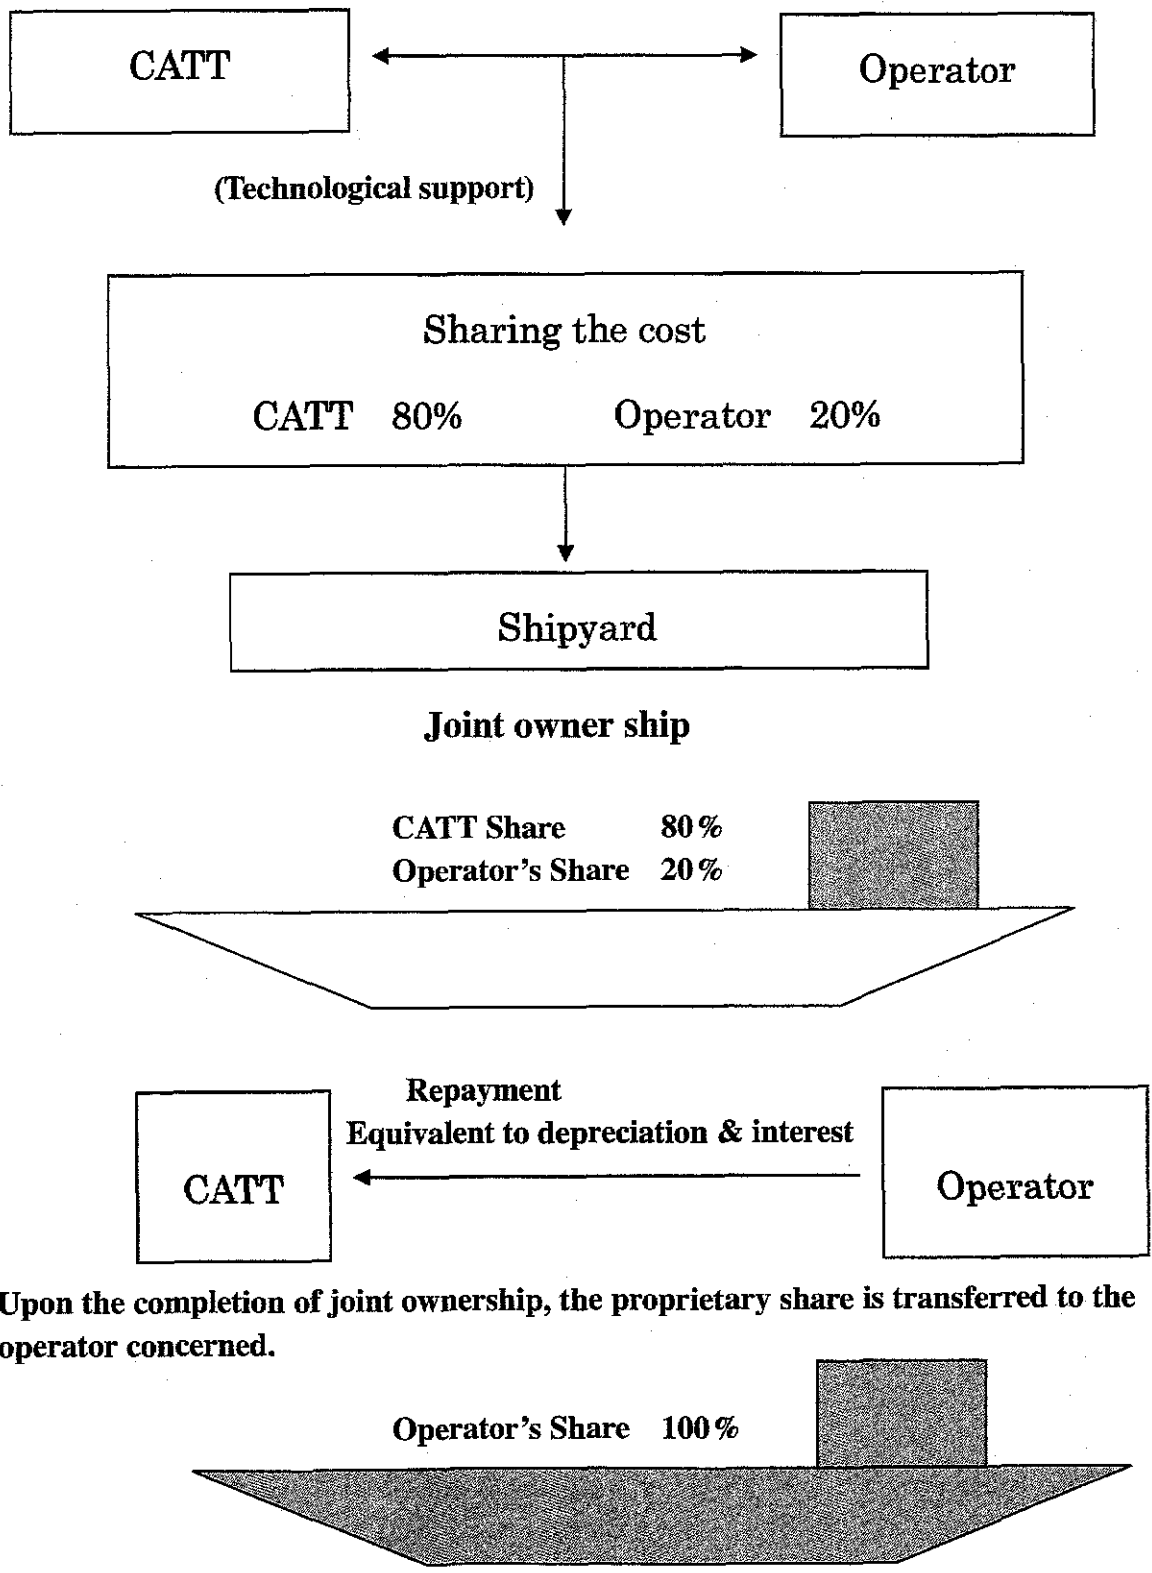 CATT
Operator
(Technological support)
Sharing the cost
CATT 80% Operator 20%
Shipyard
Joint owner ship
CATT Share 80%
Operator's Share 20%
Repayment
Equivalent to depreciation & interest
CATT
Operator
Upon the completion of joint ownership, the proprietary share is transferred to the
operator concerned.
Operator's Share 100%